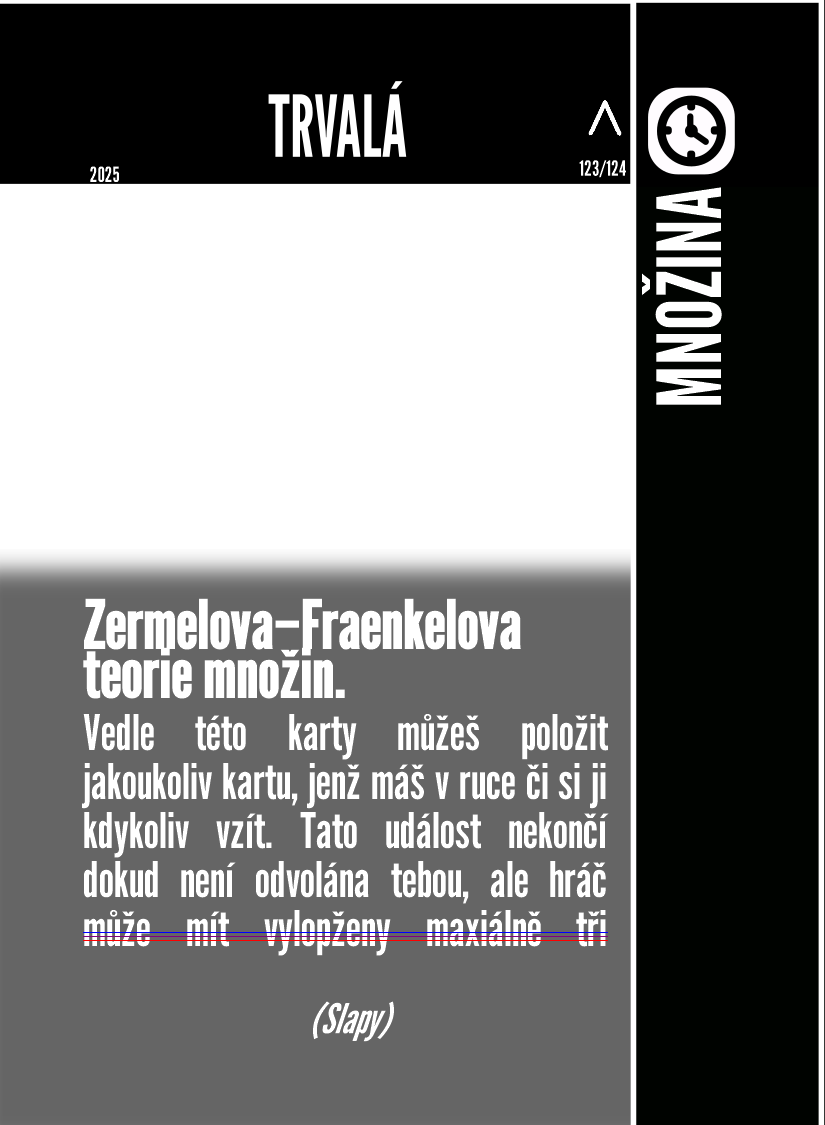 TRVALÁ
2025
123/124
MNOŽINA
Zermelova–Fraenkelova
teorie množin.
Vedle této karty můžeš položit
jakoukoliv kartu, jenž máš v ruce či si ji
kdykoliv vzít. Tato událost nekončí
dokud není odvolána tebou, ale hráč
může mít vylopženy maxiálně tři
(Slapy)